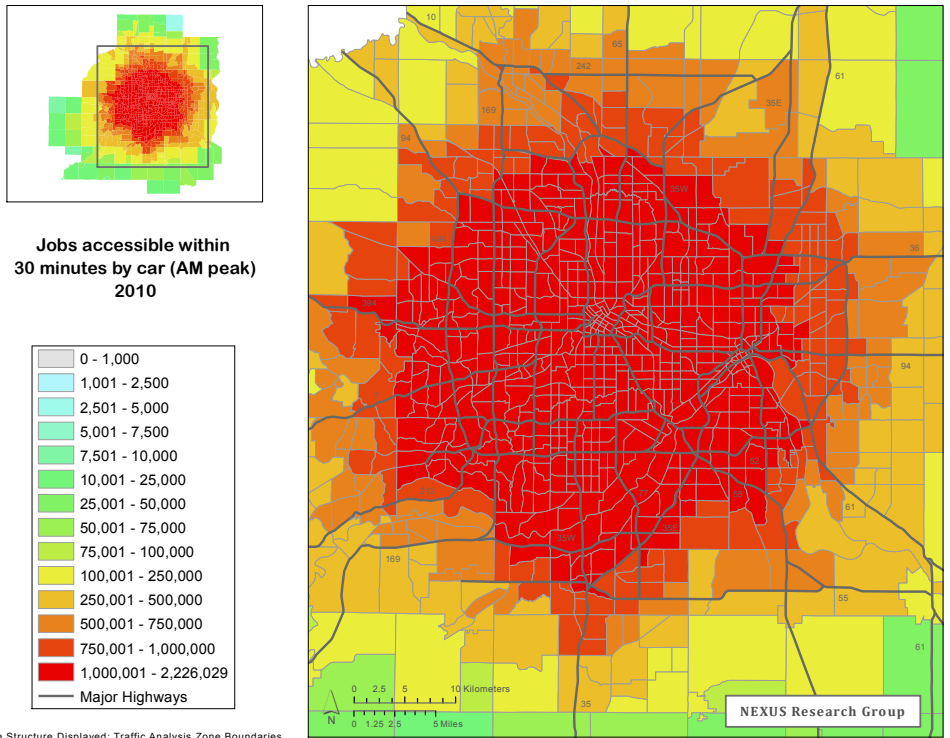 Jobs accessible within
30 minutes by car (AM peak)
2010
0 - 1,000
1,001 - 2,500
2,501 - 5,000
5,001 - 7,500
7,501 - 10,000
10,001 - 25,000
25,001 - 50,000
50,001 - 75,000
75,001 - 100,000
100,001 - 250,000
250,001 - 500,000
500,001 - 750,000
750,001 - 1,000,000
1,000,001 - 2,226,029
Major Highways
Structure Displayed: Traffic Analysis Zone Boundaries
10
65
242
61
35E
169
94
35W
36
394
94
52
77
55
61
35E
35W
169
55
61
35
0 2.5 5 10 Kilometers
0 1.25 2.5 5 Miles
N
NEXUS Research Group